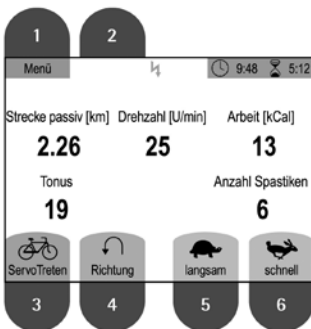 1 2
Menü 9:48 5:12
Strecke passiv [km] Drehzahl [U/min] Arbeit [kCal]
2.26 25 13
Tonus Anzahl Spastiken
19 6
ServoTreten Richtung langsam schnell
3 4 5 6